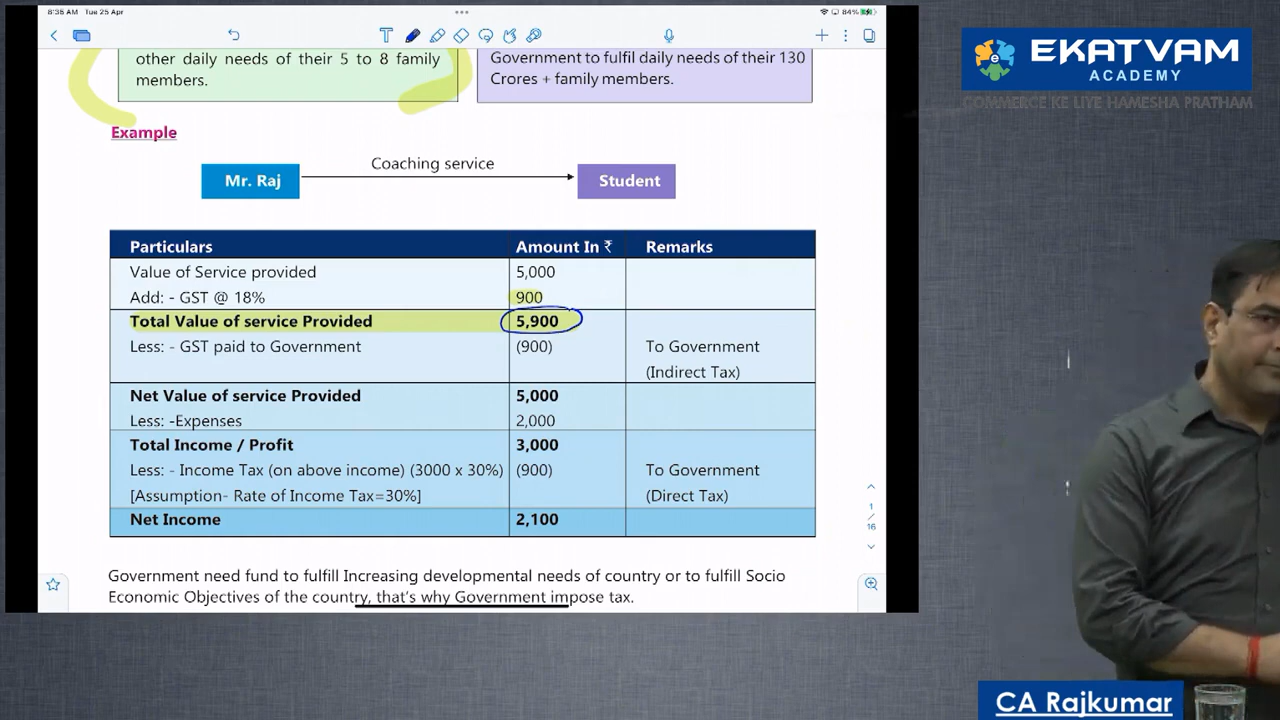 8:35 AM Tue 25 Apr
84%
other daily needs of their 5 to 8 family
members.
Government to fulfil daily needs of their 130
Crores + family members.
EKATVAM
ACADEMY
COMMERCE KE LIYE HAMESHA PRATHAM
Example
Coaching service
Mr. Raj
Student
Particulars Amount In ₹ Remarks
Value of Service provided 5,000
Add: - GST @ 18% 900
Total Value of service Provided 5,900
Less: - GST paid to Government (900) To Government
(Indirect Tax)
Net Value of service Provided 5,000
Less: -Expenses 2,000
Total Income / Profit 3,000
Less: - Income Tax (on above income) (3000 x 30%) (900) To Government
[Assumption- Rate of Income Tax=30%] (Direct Tax)
Net Income 2,100
1
/
16
Government need fund to fulfill Increasing developmental needs of country or to fulfill Socio
Economic Objectives of the country, that's why Government impose tax.
CA Rajkumar